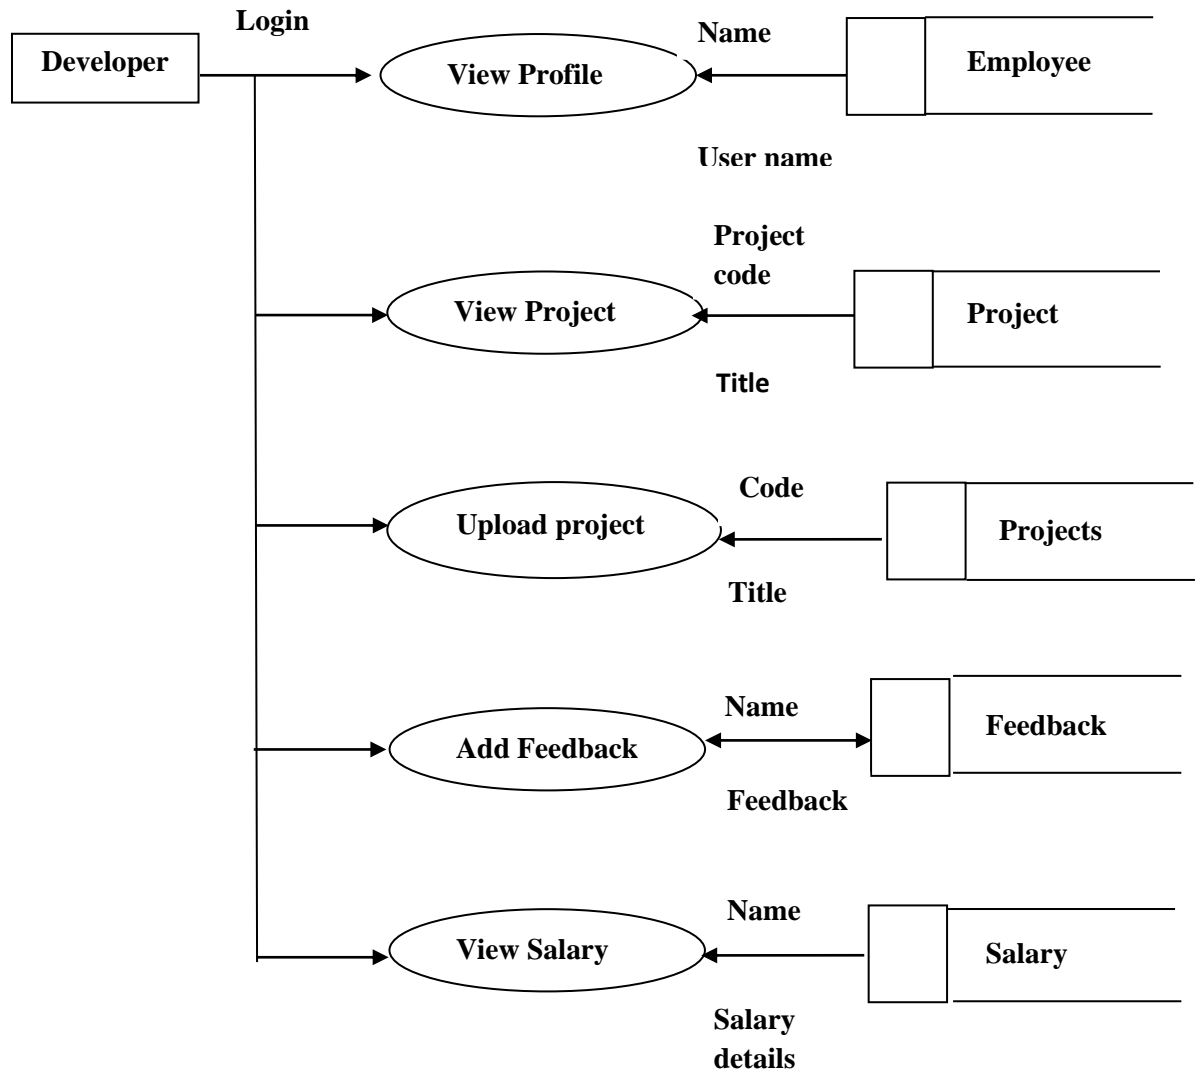 Login
Developer
View Profile
Name
Employee
User name
Project
code
View Project
Project
Title
Code
Upload project
Projects
Title
Name
Add Feedback
Feedback
Feedback
Name
View Salary
Salary
Salary
details